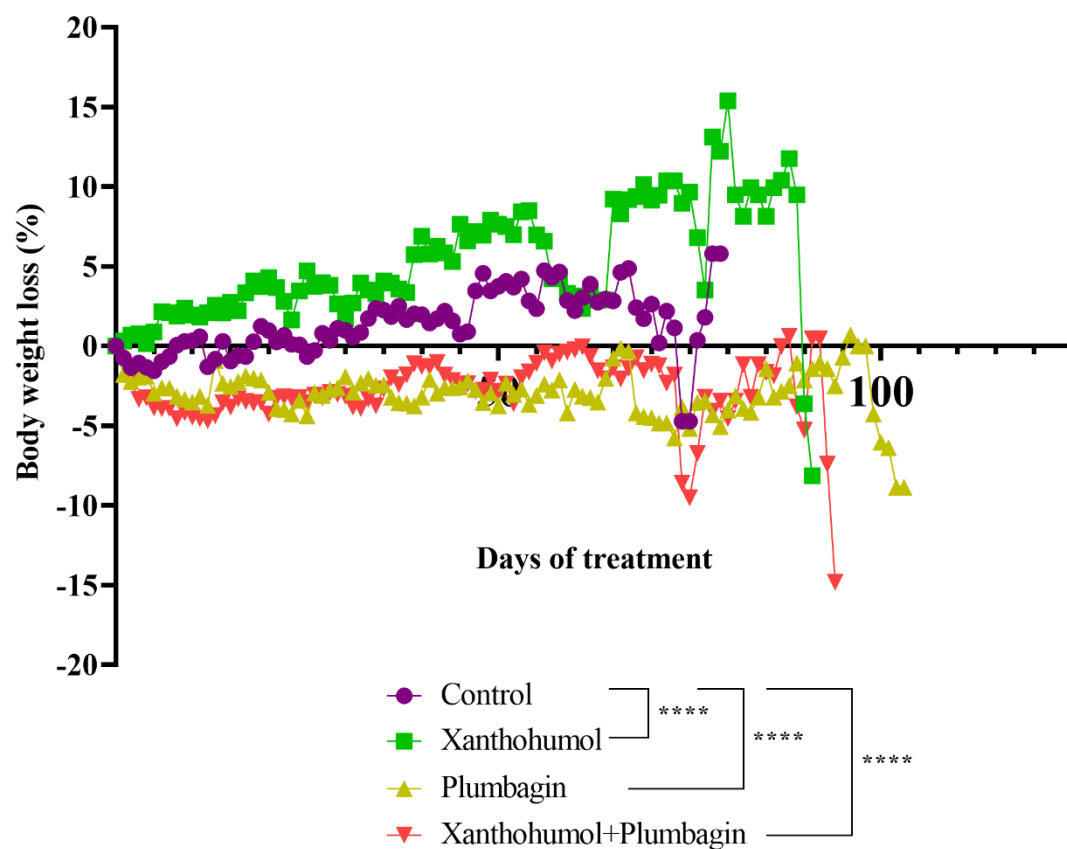 20
15
10
5
0
-5
-10
-15
-20
Body weight loss (%)
50
100
Days of treatment
Control
Xanthohumol
Plumbagin
Xanthohumol+Plumbagin
****
****
****